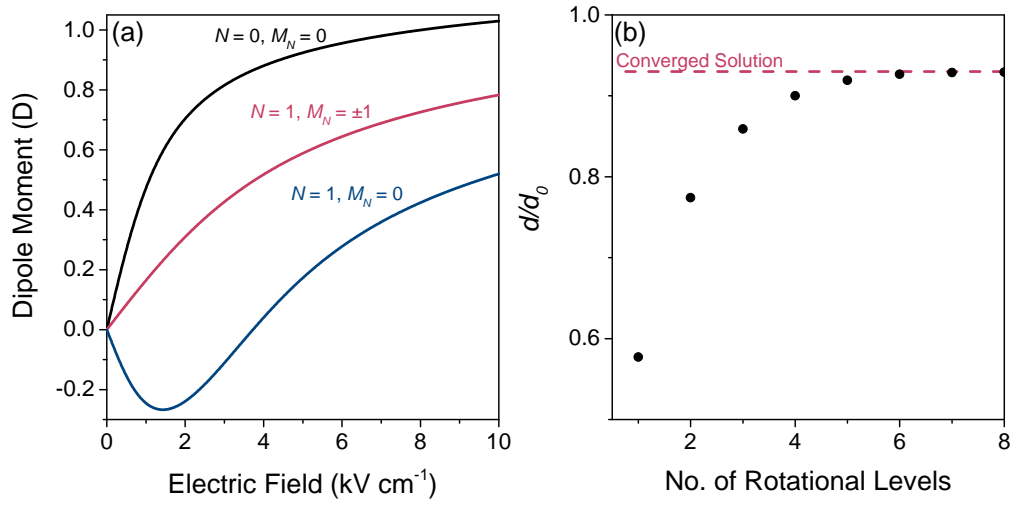 (a)
N = 0, M_N = 0
N = 1, M_N = ±1
N = 1, M_N = 0
Dipole Moment (D)
1.0
0.8
0.6
0.4
0.2
0.0
-0.2
0 2 4 6 8 10
Electric Field (kV cm⁻¹)
(b)
Converged Solution
d/d₀
1.0
0.8
0.6
2 4 6 8
No. of Rotational Levels